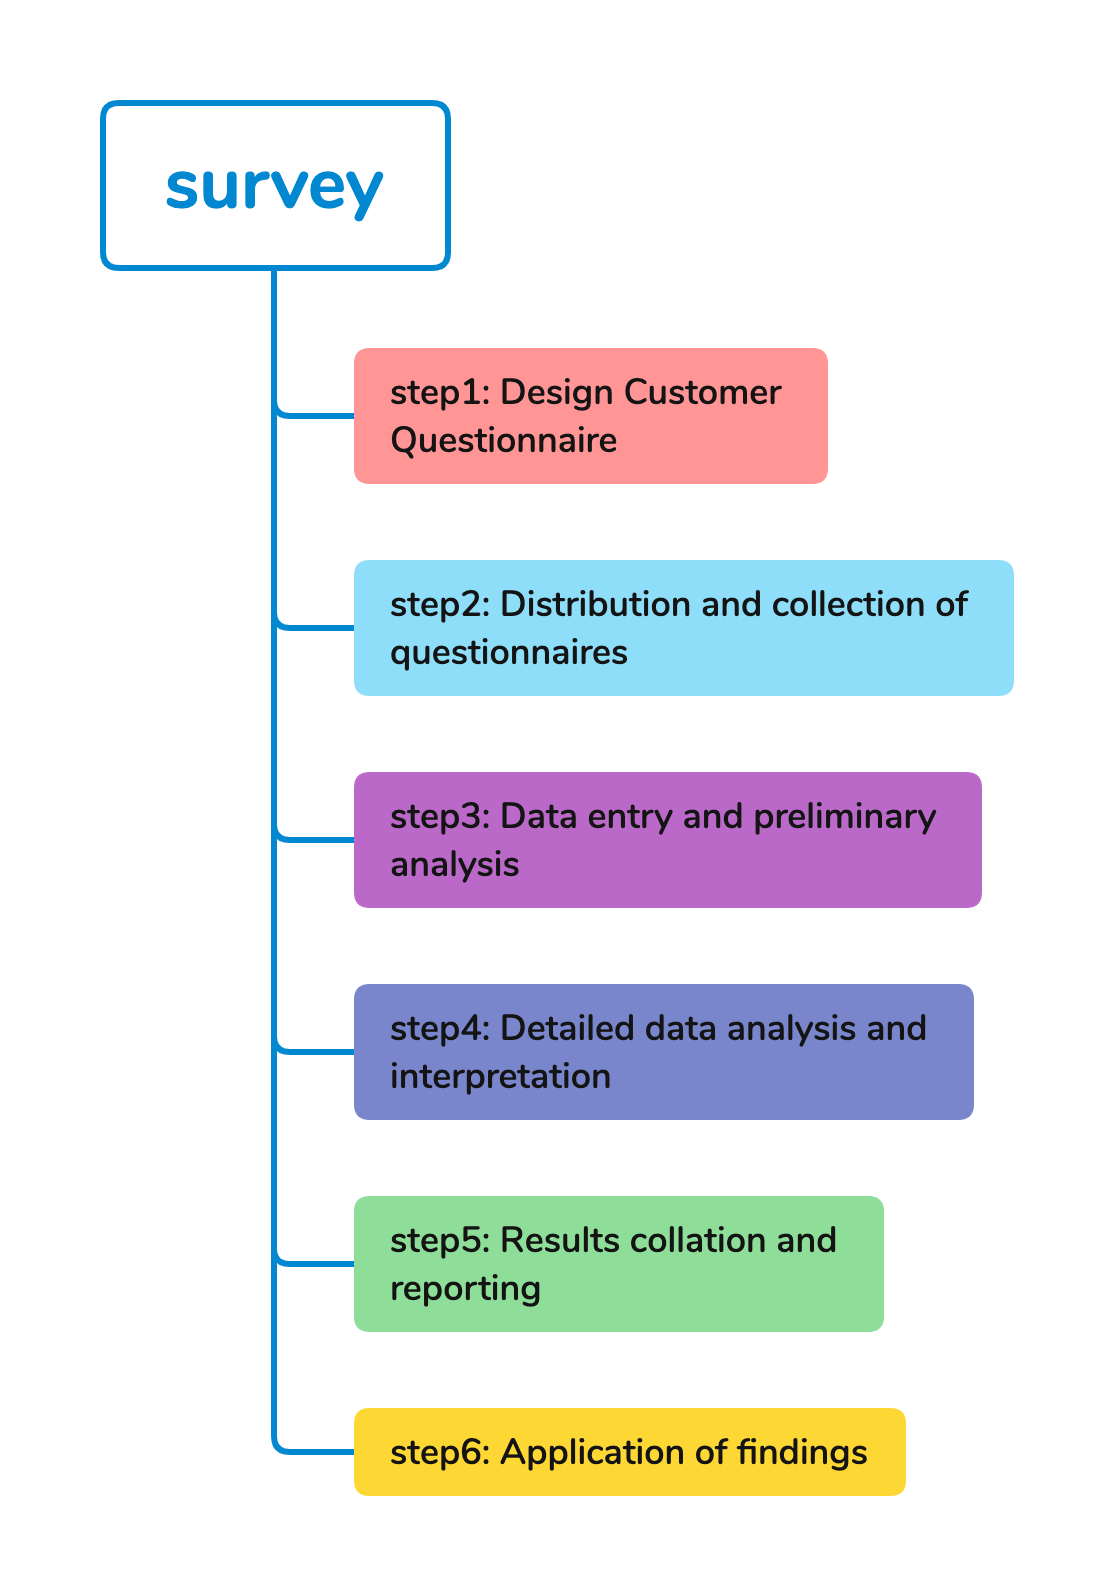 survey
step1: Design Customer
Questionnaire
step2: Distribution and collection of
questionnaires
step3: Data entry and preliminary
analysis
step4: Detailed data analysis and
interpretation
step5: Results collation and
reporting
step6: Application of findings